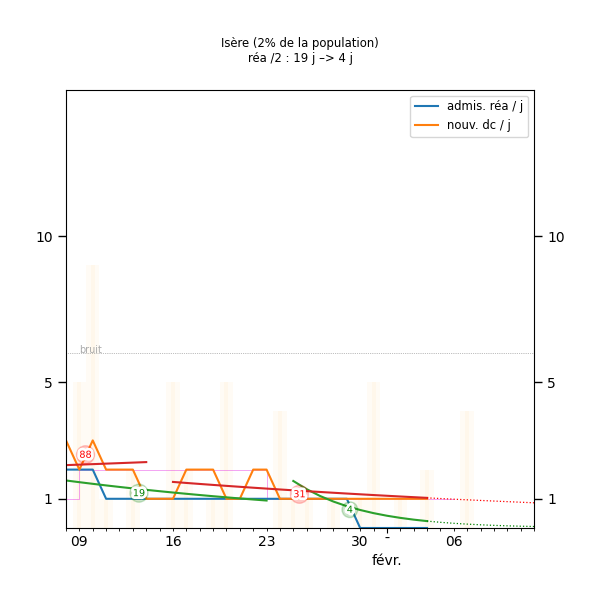 Isère (2% de la population)
réa /2 : 19 j –> 4 j
admis. réa / j
nouv. dc / j
10
10
bruit
5
5
88
19
31
4
1
1
09
16
23
30
-
06
févr.